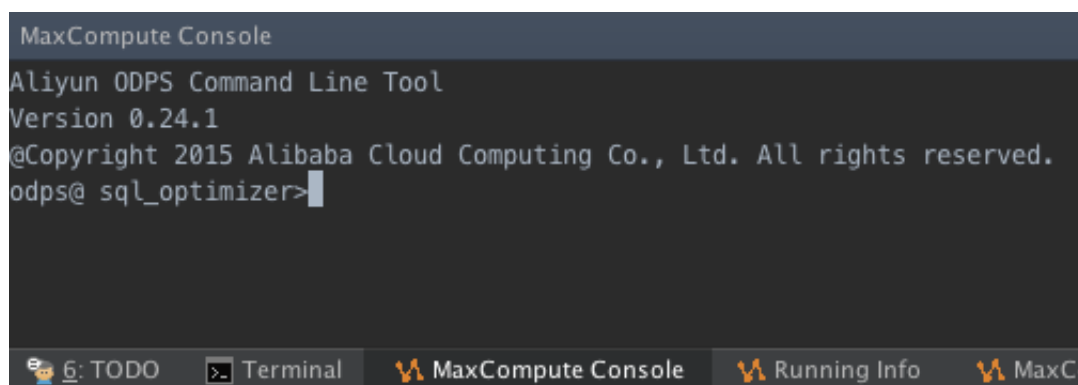 MaxCompute Console
Aliyun ODPS Command Line Tool
Version 0.24.1
@Copyright 2015 Alibaba Cloud Computing Co., Ltd. All rights reserved.
odps@ sql_optimizer>
6: TODO Terminal MaxCompute Console Running Info MaxC